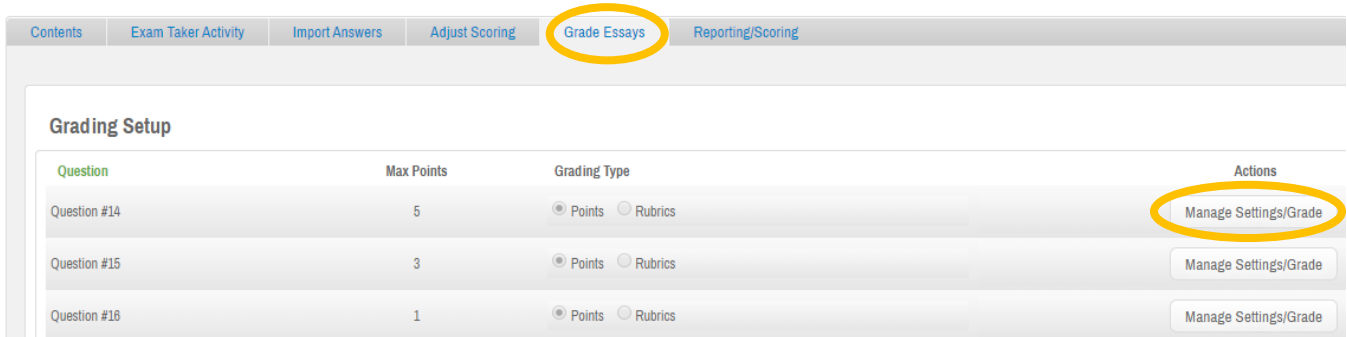 Contents Exam Taker Activity Import Answers Adjust Scoring Grade Essays Reporting/Scoring
Grading Setup
Question Max Points Grading Type Actions
Question #14 5 Points Rubrics Manage Settings/Grade
Question #15 3 Points Rubrics Manage Settings/Grade
Question #16 1 Points Rubrics Manage Settings/Grade